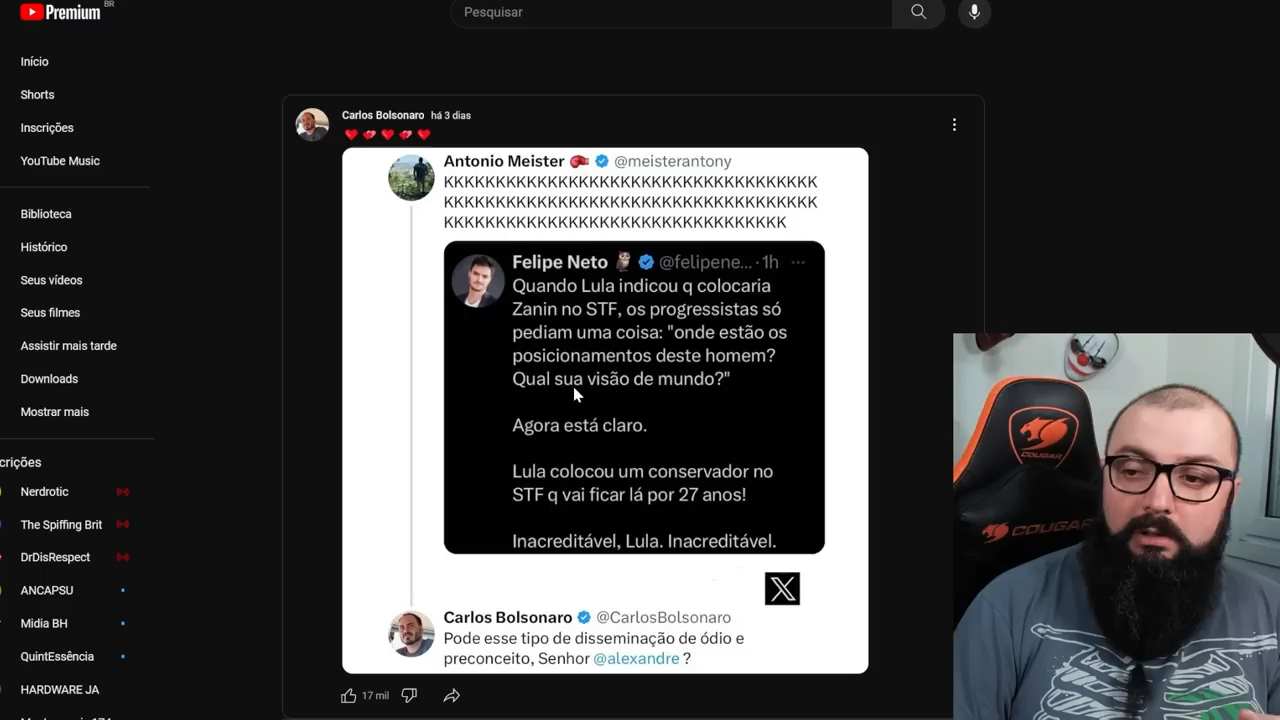 Premium BR
Pesquisar
Início
Shorts
Inscrições
YouTube Music
Biblioteca
Histórico
Seus vídeos
Seus filmes
Assistir mais tarde
Downloads
Mostrar mais
crições
Nerdrotic
The Spiffing Brit
DrDisRespect
ANCAPSU
Midia BH
QuintEssência
HARDWARE JA
Carlos Bolsonaro há 3 dias
Antonio Meister @meisterantony
KKKKKKKKKKKKKKKKKKKKKKKKKKKKKKKKKKKK
KKKKKKKKKKKKKKKKKKKKKKKKKKKKKKKKKKKK
KKKKKKKKKKKKKKKKKKKKKKKKKKKKKKKKK
Felipe Neto @felipene... · 1h
Quando Lula indicou q colocaria
Zanin no STF, os progressistas só
pediam uma coisa: "onde estão os
posicionamentos deste homem?
Qual sua visão de mundo?"
Agora está claro.
Lula colocou um conservador no
STF q vai ficar lá por 27 anos!
Inacreditável, Lula. Inacreditável.
X
Carlos Bolsonaro @CarlosBolsonaro
Pode esse tipo de disseminação de ódio e
preconceito, Senhor @alexandre ?
17 mil
COUGAR
COUGAR